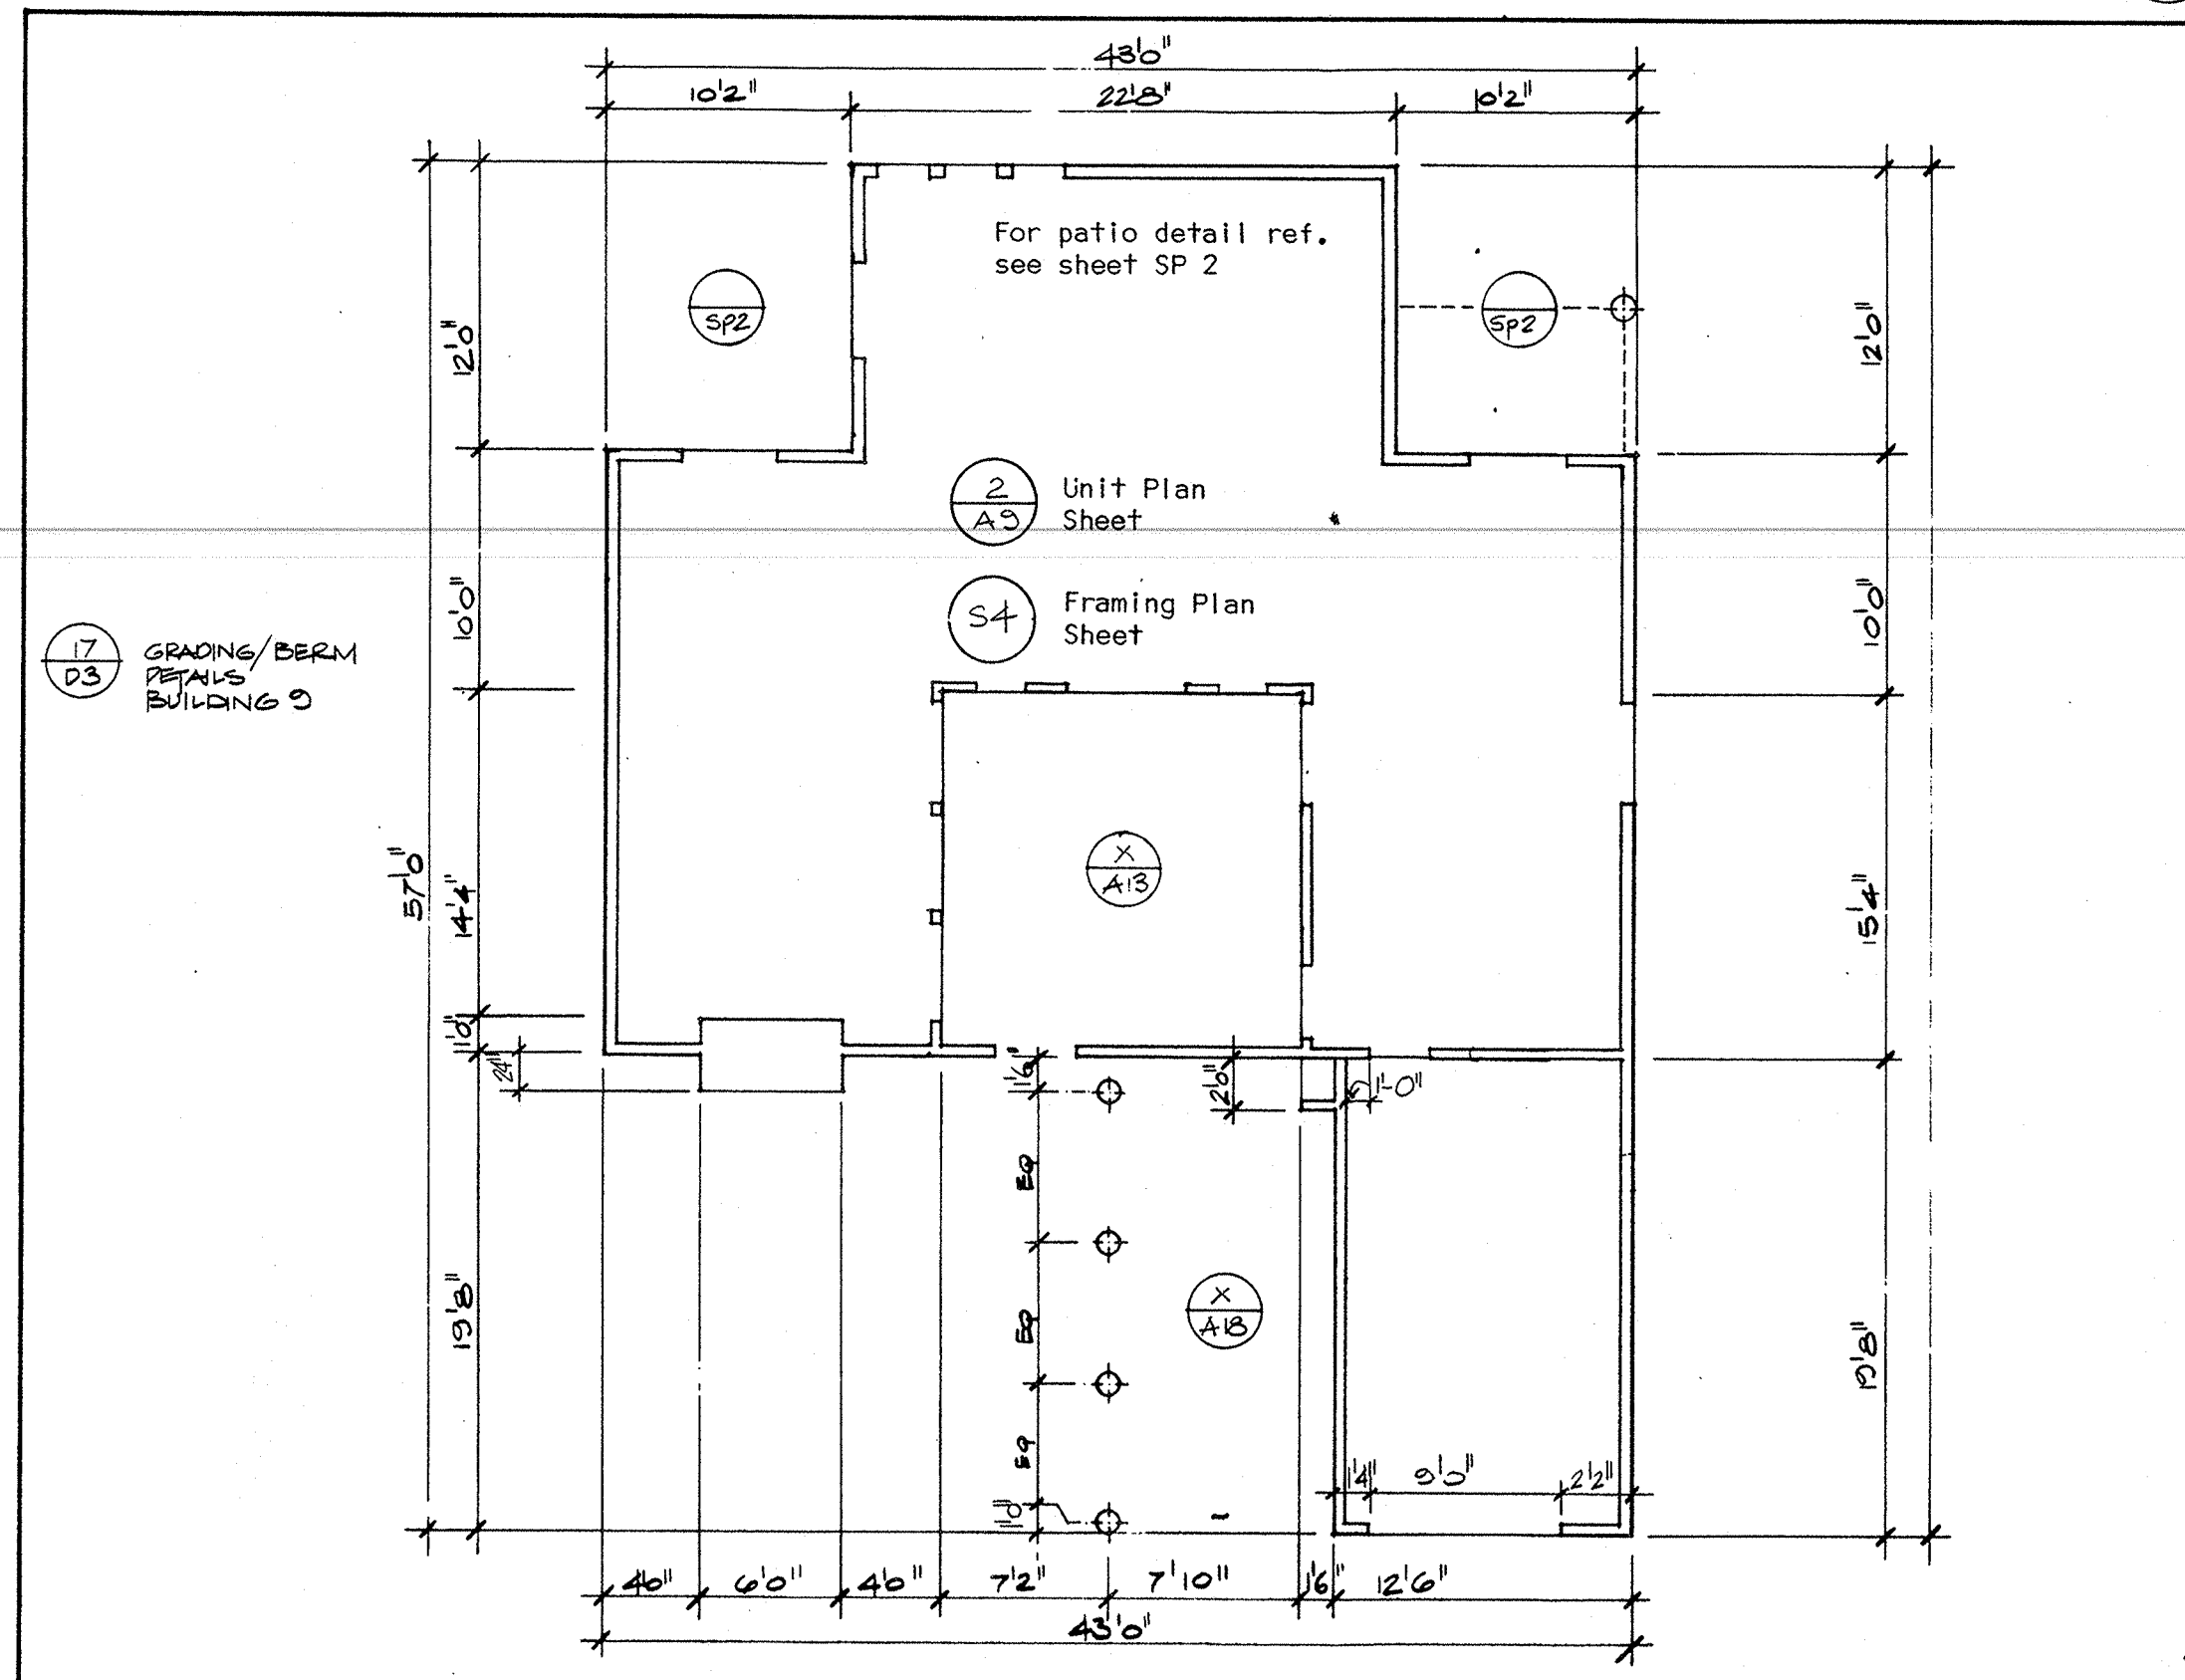 43'0"
10'2"
22'8"
10'2"
For patio detail ref.
see sheet SP 2
SP2
SP2
12'0"
12'0"
2
A9
Unit Plan
Sheet
S4
Framing Plan
Sheet
10'0"
10'0"
17
D3
GRADING/BERM
DETAILS
BUILDING 9
X
A13
57'0"
14'4"
15'4"
1'0"
24"
1'6"
2'0"
1'-0"
EQ
EQ
EQ
X
A18
19'8"
19'8"
1'4"
9'0"
2'2"
1'0"
4'0"
6'0"
4'0"
7'2"
7'10"
1'6"
12'6"
43'0"